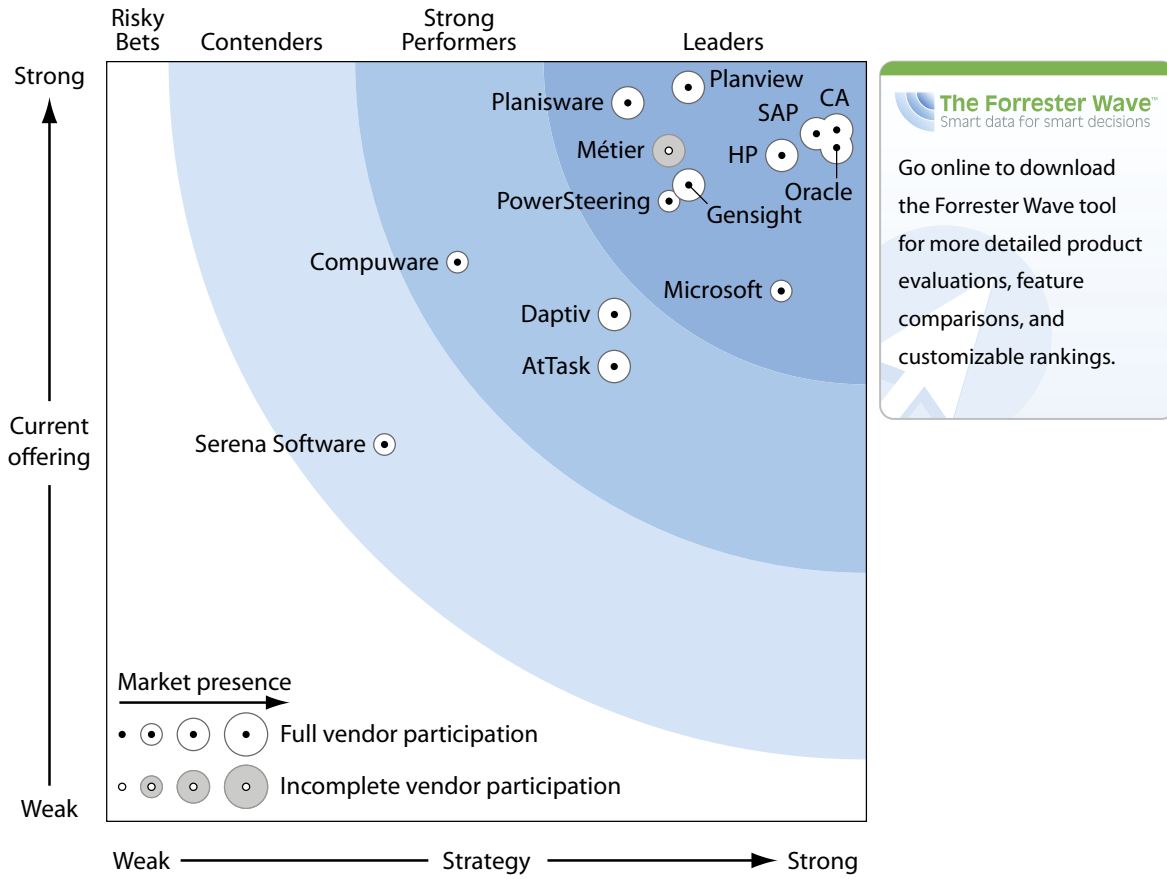 Risky
Bets
Contenders
Strong
Performers
Leaders
Strong
Current
offering
Weak
Planview
Planisware
CA
SAP
Métier
HP
Oracle
PowerSteering
Gensight
Compuware
Microsoft
Daptiv
AtTask
Serena Software
Market presence
Full vendor participation
Incomplete vendor participation
Weak
Strategy
Strong
The Forrester Wave™
Smart data for smart decisions
Go online to download
the Forrester Wave tool
for more detailed product
evaluations, feature
comparisons, and
customizable rankings.